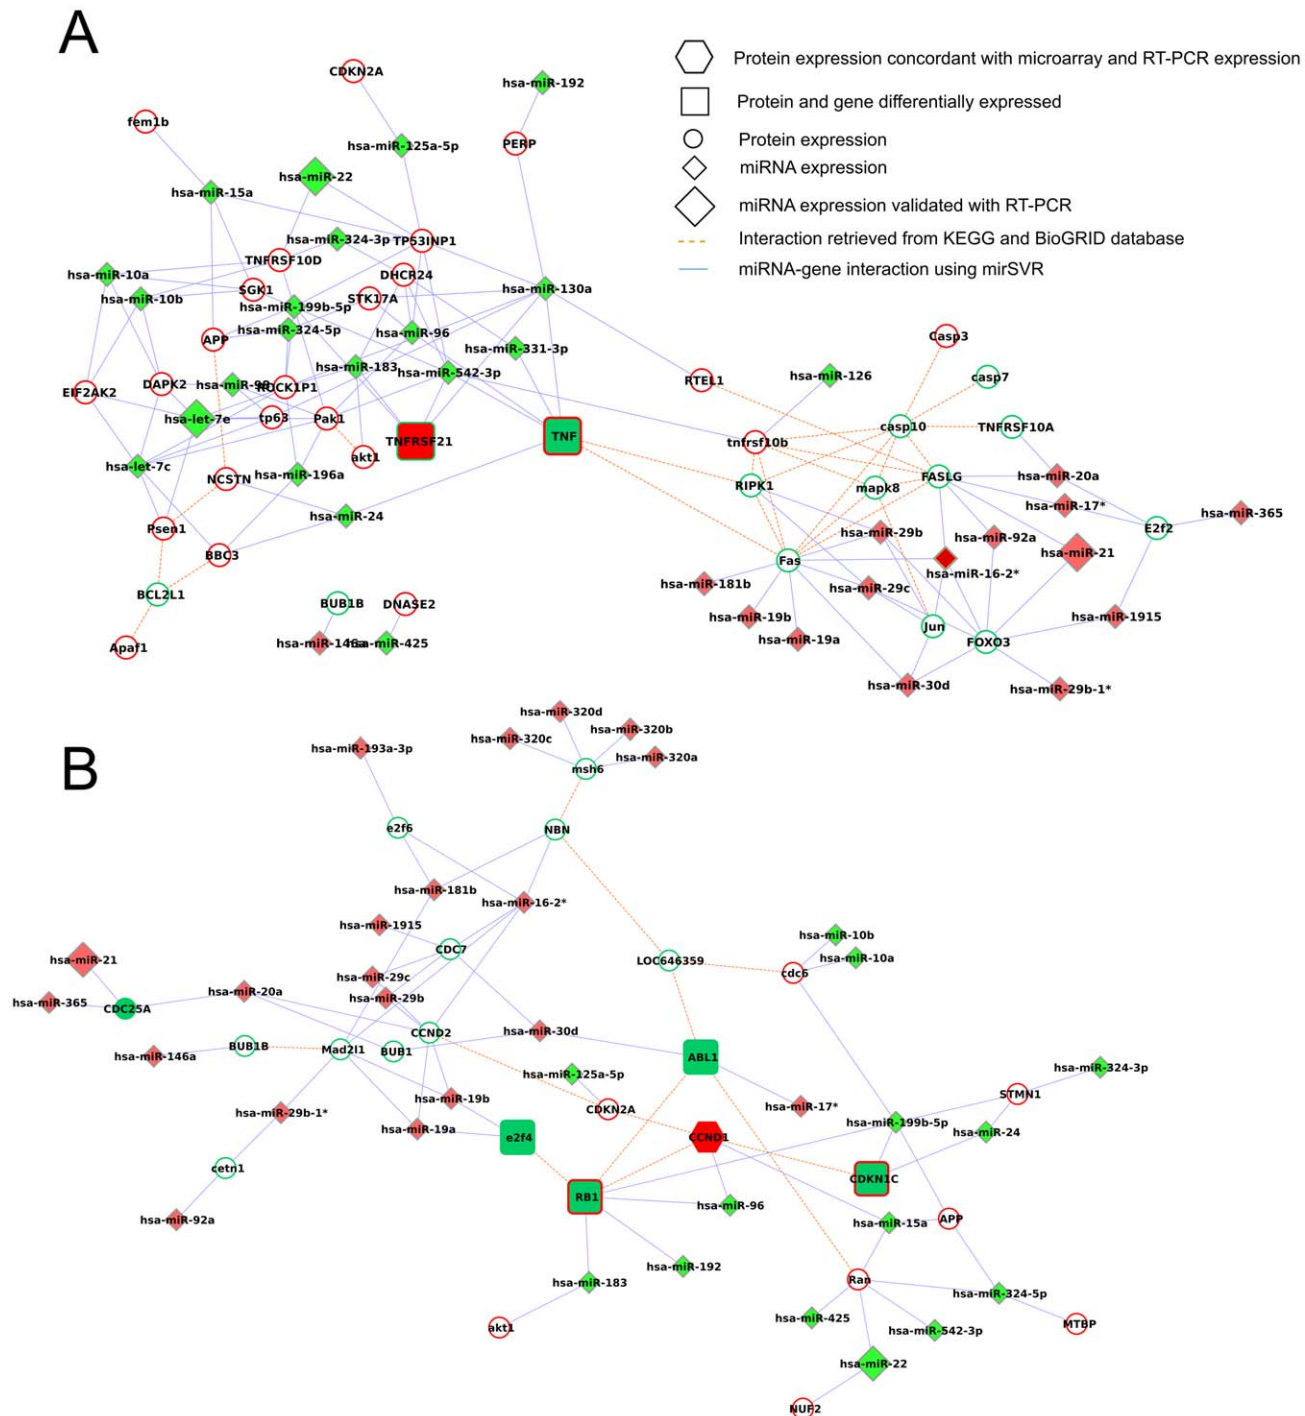 A
Protein expression concordant with microarray and RT-PCR expression
Protein and gene differentially expressed
Protein expression
miRNA expression
miRNA expression validated with RT-PCR
Interaction retrieved from KEGG and BioGRID database
miRNA-gene interaction using mirSVR
CDKN2A
hsa-miR-192
fem1b
hsa-miR-125a-5p
PERP
hsa-miR-22
hsa-miR-15a
hsa-miR-324-3p
TP53INP1
TNFRSF10D
hsa-miR-10a
DHCR24
SGK1
STK17A
hsa-miR-130a
hsa-miR-10b
hsa-miR-199b-5p
hsa-miR-324-5p
hsa-miR-96
APP
hsa-miR-331-3p
Casp3
hsa-miR-183
hsa-miR-542-3p
RTEL1
hsa-miR-126
casp7
EIF2AK2
DAPK2
hsa-miR-98
ROCK1P1
hsa-let-7e
tp63
Pak1
TNFRSF21
TNF
tnfrsf10b
casp10
TNFRSF10A
akt1
hsa-let-7c
NCSTN
hsa-miR-196a
RIPK1
mapk8
FASLG
hsa-miR-20a
hsa-miR-17*
hsa-miR-365
hsa-miR-24
Psen1
BBC3
hsa-miR-29b
hsa-miR-92a
hsa-miR-21
E2f2
Fas
hsa-miR-16-2*
hsa-miR-181b
hsa-miR-29c
BCL2L1
BUB1B
DNASE2
hsa-miR-19b
hsa-miR-1915
Apaf1
hsa-miR-146a
hsa-miR-425
hsa-miR-19a
Jun
FOXO3
hsa-miR-30d
hsa-miR-29b-1*
B
hsa-miR-320d
hsa-miR-193a-3p
hsa-miR-320c
hsa-miR-320b
hsa-miR-320a
msh6
e2f6
NBN
hsa-miR-181b
hsa-miR-16-2*
hsa-miR-1915
hsa-miR-10b
CDC7
hsa-miR-10a
hsa-miR-21
LOC646359
cdc6
hsa-miR-29c
hsa-miR-20a
hsa-miR-29b
hsa-miR-365
CDC25A
CCND2
hsa-miR-30d
BUB1B
Mad2l1
BUB1
hsa-miR-146a
ABL1
hsa-miR-324-3p
hsa-miR-125a-5p
STMN1
hsa-miR-19b
CDKN2A
hsa-miR-17*
hsa-miR-29b-1*
hsa-miR-199b-5p
hsa-miR-19a
e2f4
CCND1
hsa-miR-24
cetn1
CDKN1C
RB1
hsa-miR-96
hsa-miR-92a
hsa-miR-15a
APP
hsa-miR-192
hsa-miR-183
Ran
hsa-miR-324-5p
hsa-miR-425
akt1
hsa-miR-542-3p
MTBP
hsa-miR-22
NUF2